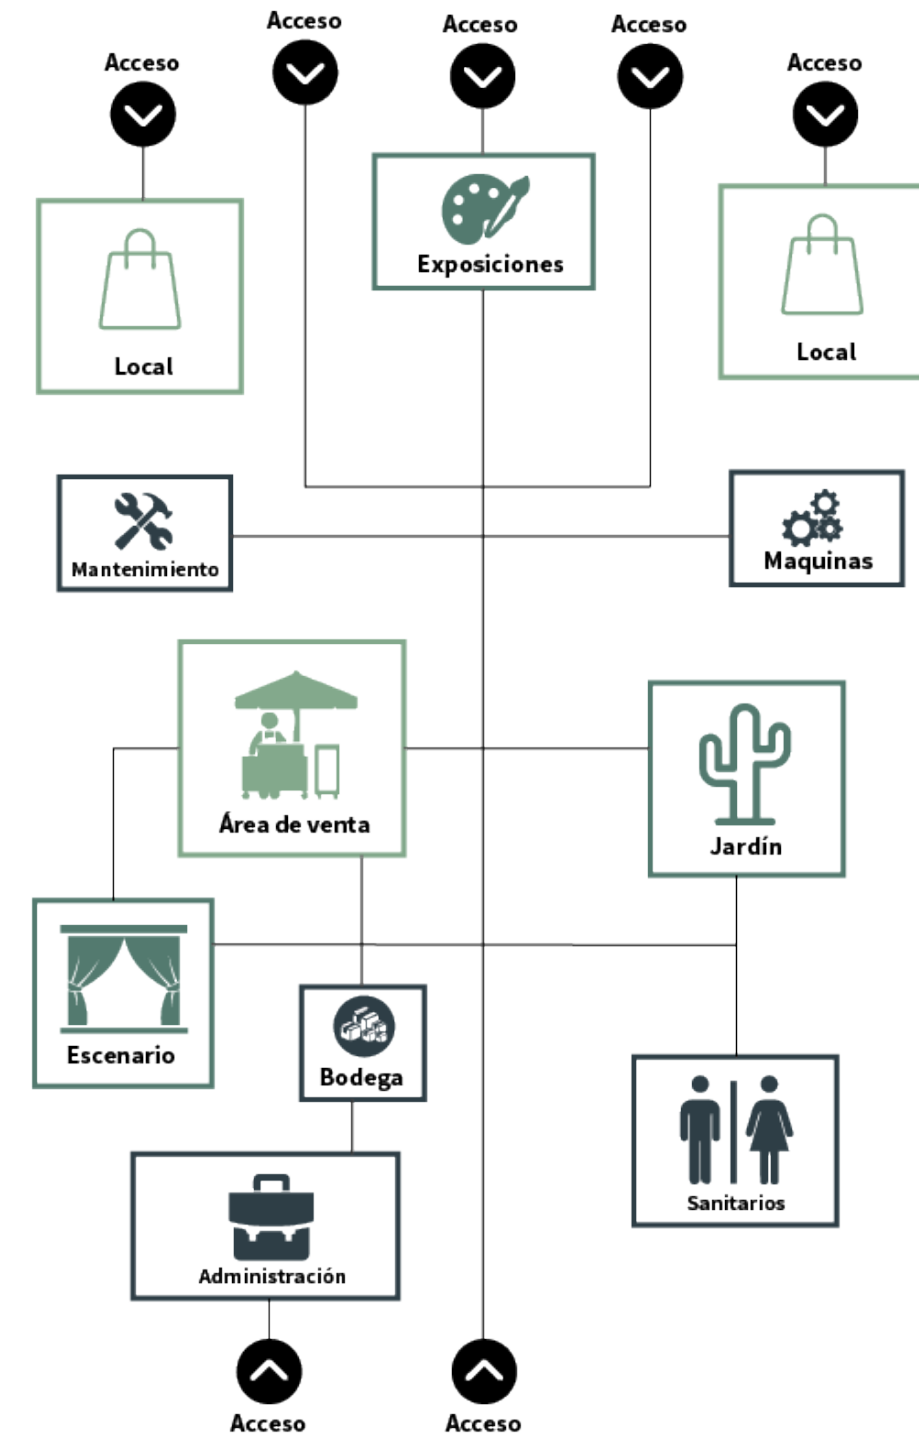 Acceso
Acceso
Acceso
Acceso
Acceso
Exposiciones
Local
Local
Mantenimiento
Maquinas
Área de venta
Jardín
Escenario
Bodega
Sanitarios
Administración
Acceso
Acceso